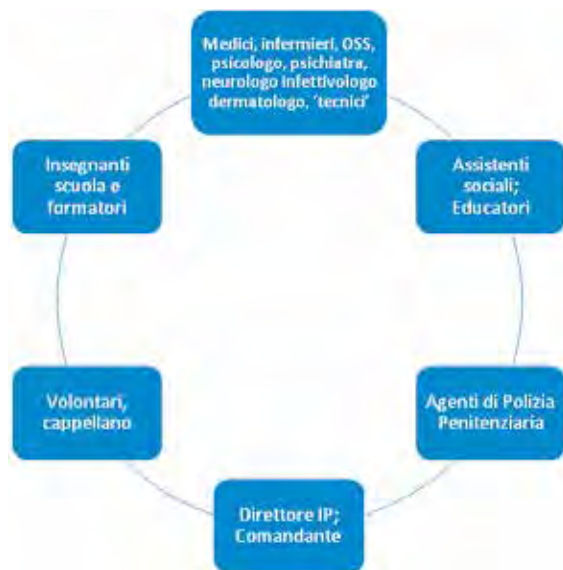 Medici, infermieri, OSS,
psicologo, psichiatra,
neurologo infettivologo
dermatologo, 'tecnici'
Insegnanti
scuola e
formatori
Assistenti
sociali;
Educatori
Volontari,
cappellano
Agenti di Polizia
Penitenziaria
Direttore IP;
Comandante